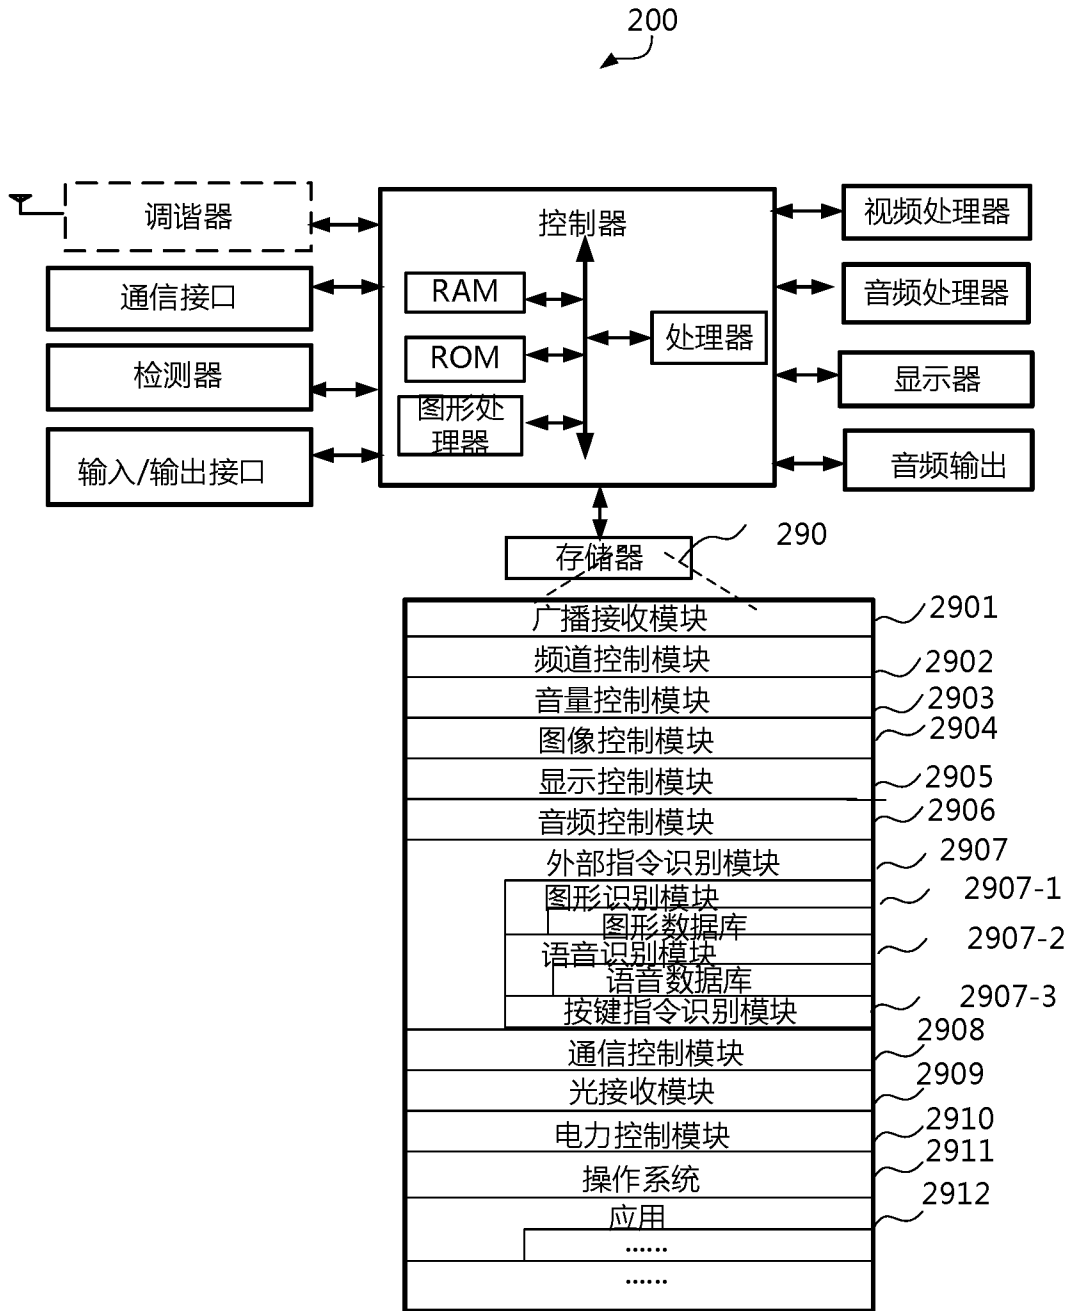 200
调谐器
通信接口
检测器
输入/输出接口
控制器
RAM
ROM
图形处
理器
处理器
视频处理器
音频处理器
显示器
音频输出
存储器
290
广播接收模块
2901
频道控制模块
2902
音量控制模块
2903
图像控制模块
2904
显示控制模块
2905
音频控制模块
2906
外部指令识别模块
2907
图形识别模块
2907-1
图形数据库
语音识别模块
2907-2
语音数据库
按键指令识别模块
2907-3
通信控制模块
2908
光接收模块
2909
电力控制模块
2910
操作系统
2911
应用
2912
……
……